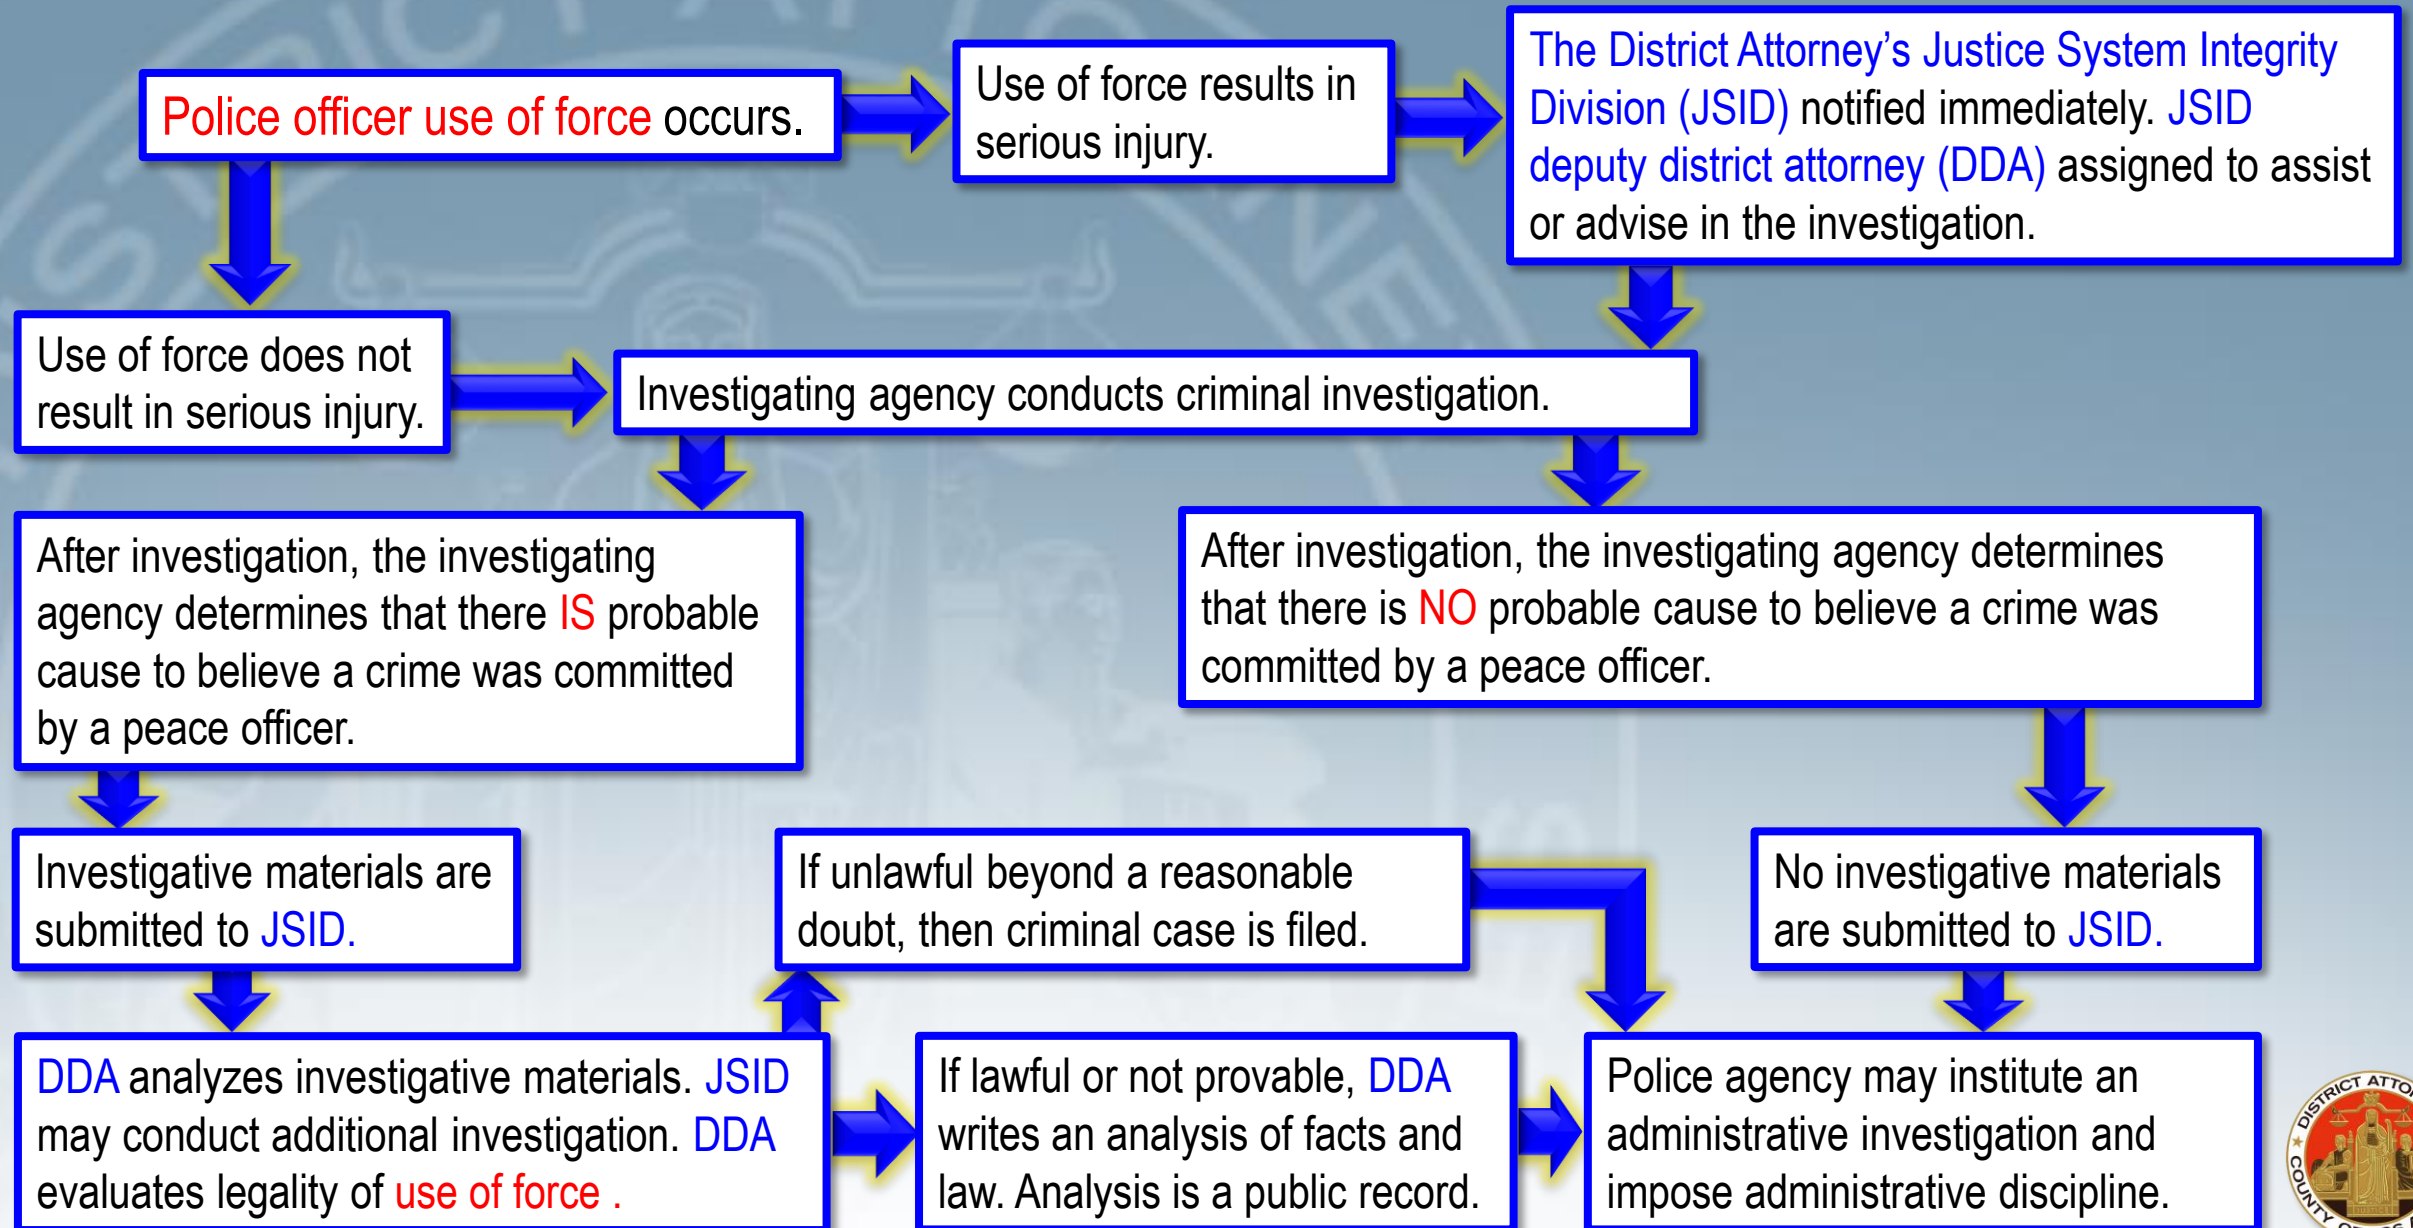 Police officer use of force occurs.
Use of force results in
serious injury.
The District Attorney's Justice System Integrity
Division (JSID) notified immediately. JSID
deputy district attorney (DDA) assigned to assist
or advise in the investigation.
Use of force does not
result in serious injury.
Investigating agency conducts criminal investigation.
After investigation, the investigating
agency determines that there IS probable
cause to believe a crime was committed
by a peace officer.
After investigation, the investigating agency determines
that there is NO probable cause to believe a crime was
committed by a peace officer.
Investigative materials are
submitted to JSID.
If unlawful beyond a reasonable
doubt, then criminal case is filed.
No investigative materials
are submitted to JSID.
DDA analyzes investigative materials. JSID
may conduct additional investigation. DDA
evaluates legality of use of force .
If lawful or not provable, DDA
writes an analysis of facts and
law. Analysis is a public record.
Police agency may institute an
administrative investigation and
impose administrative discipline.
DISTRICT
COUNTY